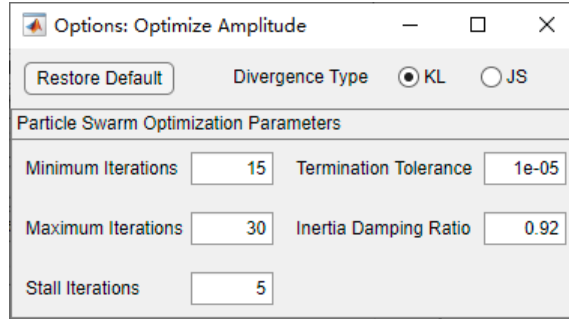 Options: Optimize Amplitude
Restore Default Divergence Type KL JS
Particle Swarm Optimization Parameters
Minimum Iterations 15 Termination Tolerance 1e-05
Maximum Iterations 30 Inertia Damping Ratio 0.92
Stall Iterations 5